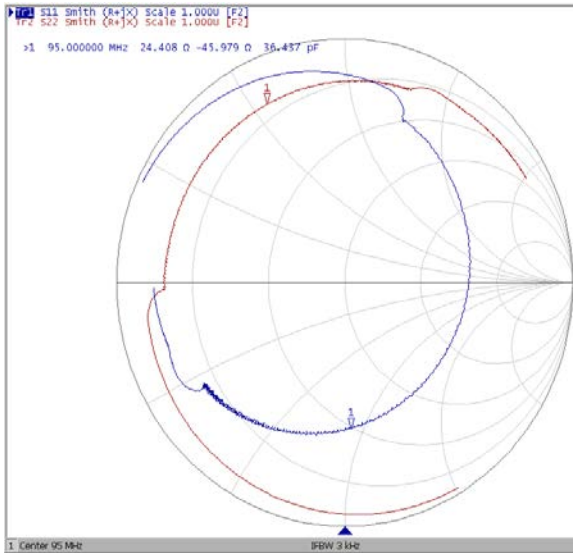 Tr1 S11 Smith (R+jX) Scale 1.000U [F2]
Tr2 S22 Smith (R+jX) Scale 1.000U [F2]
>1 95.000000 MHz 24.408 Ω -45.979 Ω 36.437 pF
1
1
1 Center 95 MHz IFBW 3 kHz